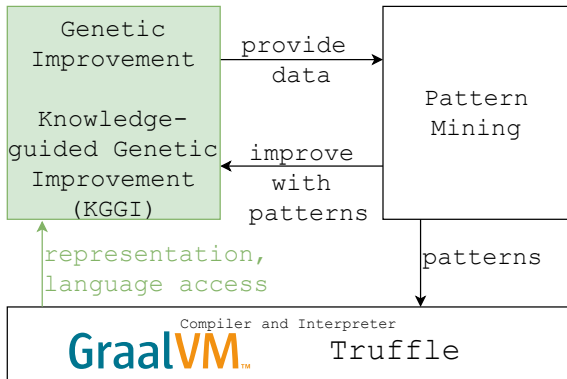 Genetic
Improvement
Knowledge-
guided Genetic
Improvement
(KGGI)
provide
data
improve
with
patterns
Pattern
Mining
representation,
language access
patterns
Compiler and Interpreter
GraalVM™
Truffle